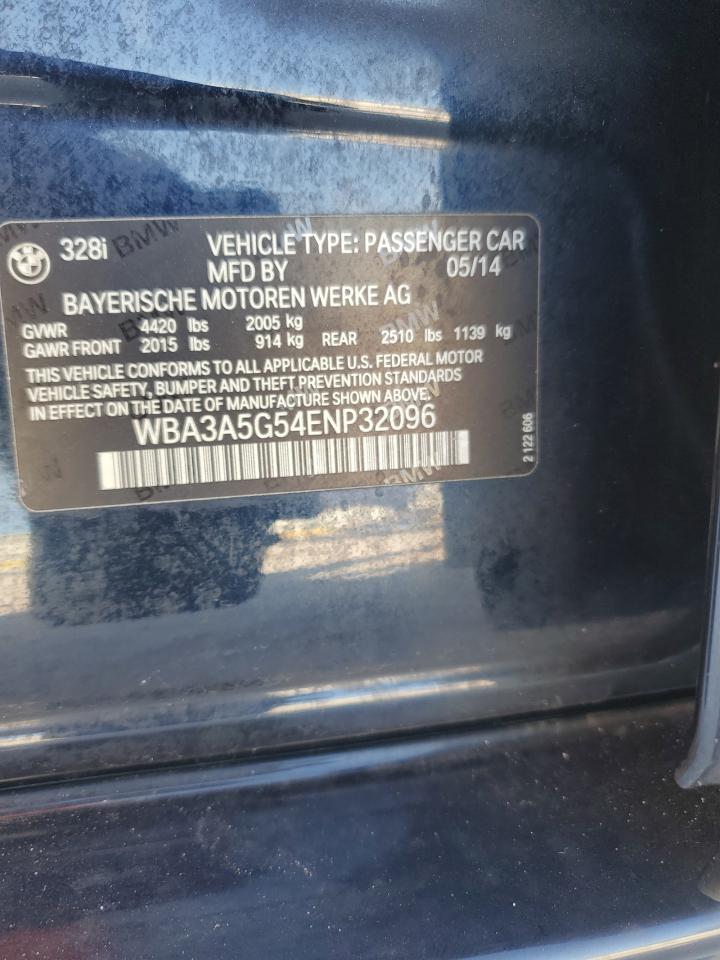 BMW 328i VEHICLE TYPE: PASSENGER CAR
MFD BY 05/14
BAYERISCHE MOTOREN WERKE AG
GVWR 4420 lbs 2005 kg
GAWR FRONT 2015 lbs 914 kg REAR 2510 lbs 1139 kg
THIS VEHICLE CONFORMS TO ALL APPLICABLE U.S. FEDERAL MOTOR
VEHICLE SAFETY, BUMPER AND THEFT PREVENTION STANDARDS
IN EFFECT ON THE DATE OF MANUFACTURE SHOWN ABOVE.
WBA3A5G54ENP32096
2 122 606